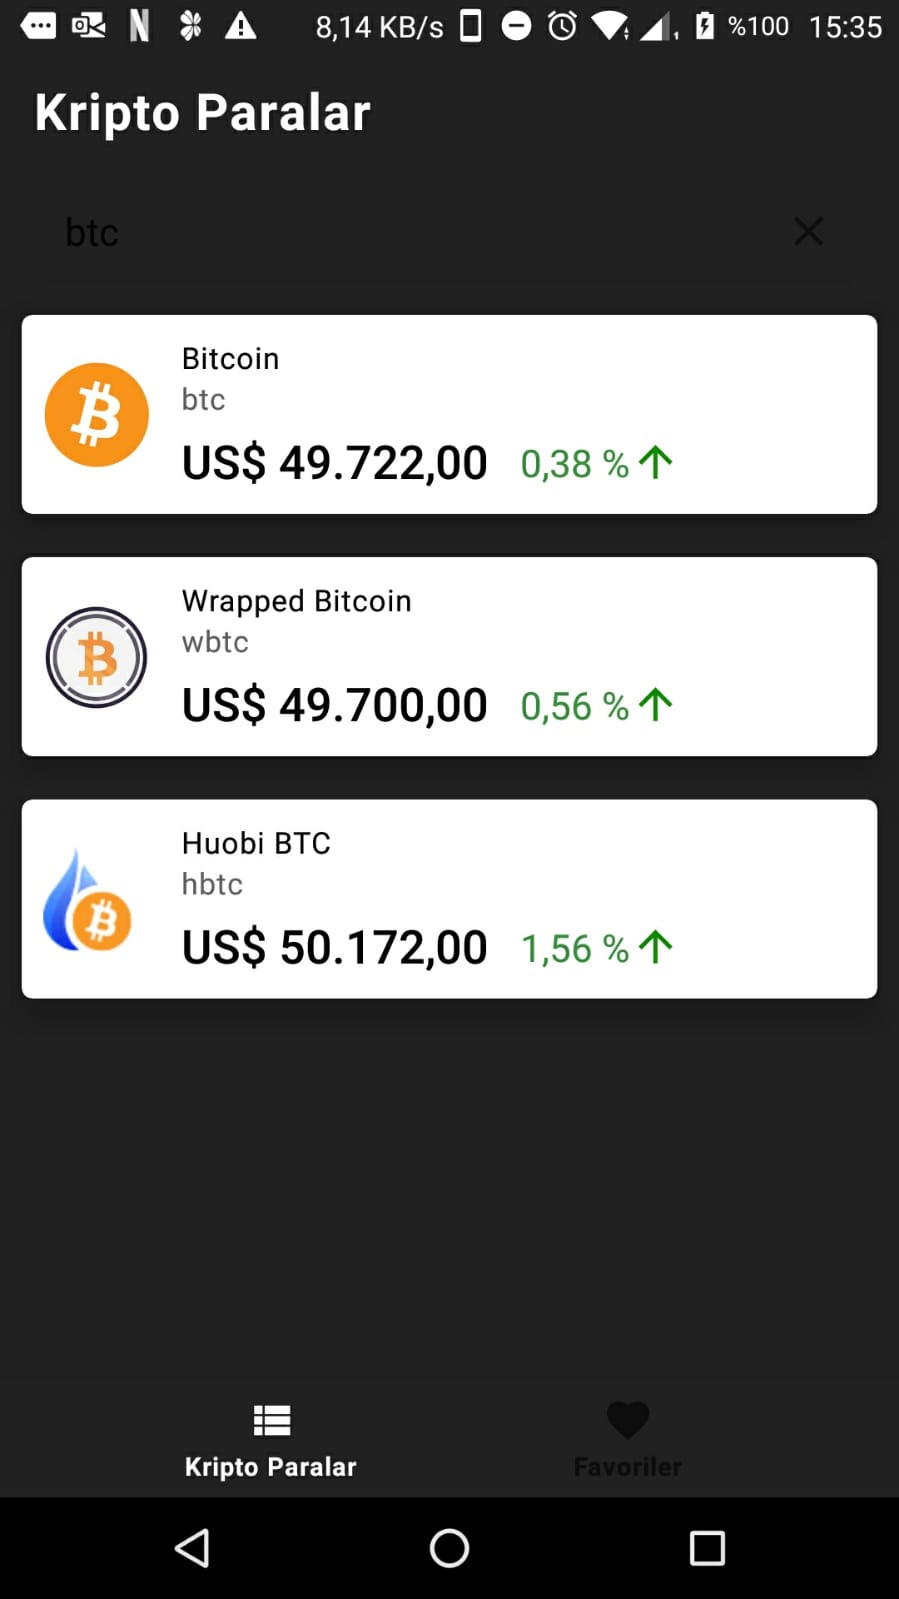 8,14 KB/s %100 15:35
Kripto Paralar
btc
Bitcoin
btc
US$ 49.722,00 0,38 %
Wrapped Bitcoin
wbtc
US$ 49.700,00 0,56 %
Huobi BTC
hbtc
US$ 50.172,00 1,56 %
Kripto Paralar Favoriler